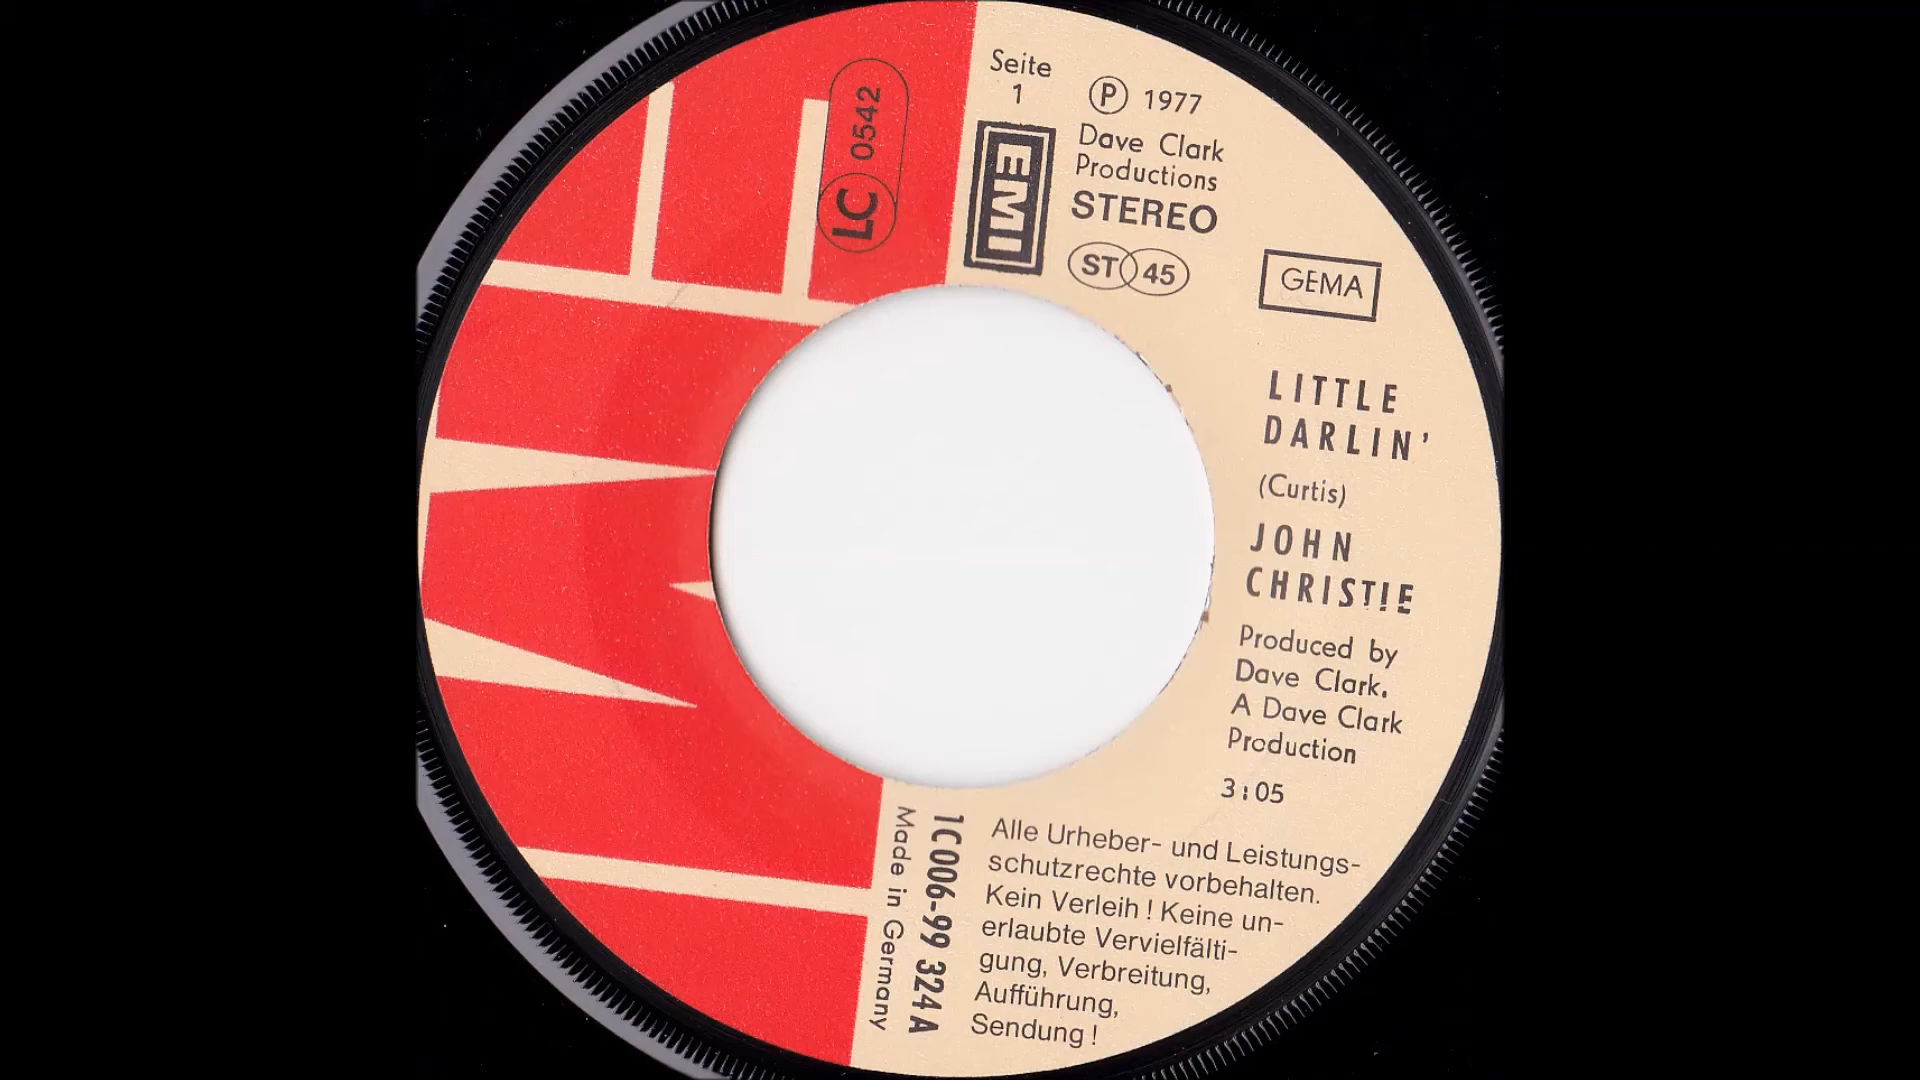 Seite
1
EMI
LC 0542
Ⓟ 1977
Dave Clark
Productions
STEREO
ST 45
GEMA
LITTLE
DARLIN'
(Curtis)
JOHN
CHRISTIE
Produced by
Dave Clark.
A Dave Clark
Production
3:05
1C 006-99 324 A
Made in Germany
Alle Urheber- und Leistungs-
schutzrechte vorbehalten.
Kein Verleih! Keine un-
erlaubte Vervielfälti-
gung, Verbreitung,
Aufführung,
Sendung!